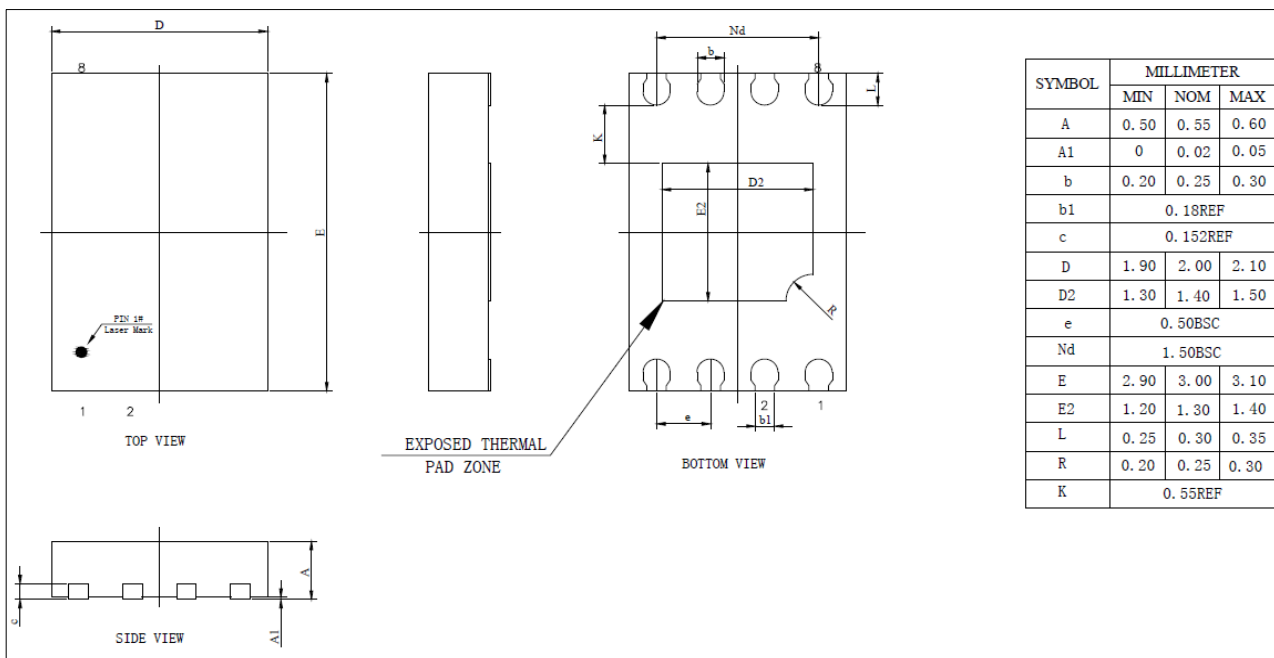 D
8
E
PIN 1#
Laser Mark
1 2
TOP VIEW
A
c
A1
SIDE VIEW
Nd
b
8
L
K
D2
E2
R
2 1
e
b1
EXPOSED THERMAL
PAD ZONE
BOTTOM VIEW
SYMBOL MILLIMETER
MIN NOM MAX
A 0.50 0.55 0.60
A1 0 0.02 0.05
b 0.20 0.25 0.30
b1 0.18REF
c 0.152REF
D 1.90 2.00 2.10
D2 1.30 1.40 1.50
e 0.50BSC
Nd 1.50BSC
E 2.90 3.00 3.10
E2 1.20 1.30 1.40
L 0.25 0.30 0.35
R 0.20 0.25 0.30
K 0.55REF